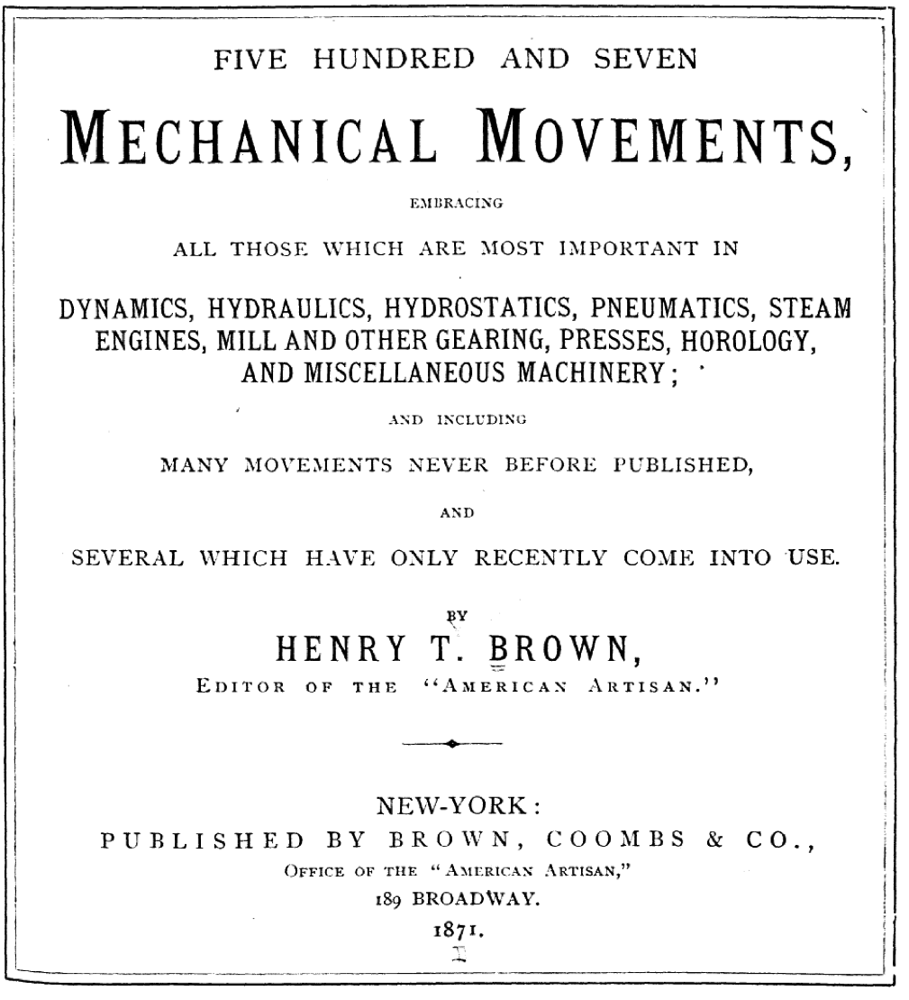 FIVE HUNDRED AND SEVEN
MECHANICAL MOVEMENTS,
EMBRACING
ALL THOSE WHICH ARE MOST IMPORTANT IN
DYNAMICS, HYDRAULICS, HYDROSTATICS, PNEUMATICS, STEAM
ENGINES, MILL AND OTHER GEARING, PRESSES, HOROLOGY,
AND MISCELLANEOUS MACHINERY;
AND INCLUDING
MANY MOVEMENTS NEVER BEFORE PUBLISHED,
AND
SEVERAL WHICH HAVE ONLY RECENTLY COME INTO USE.
BY
HENRY T. BROWN,
EDITOR OF THE “AMERICAN ARTISAN.”
NEW-YORK:
PUBLISHED BY BROWN, COOMBS & CO.,
OFFICE OF THE “AMERICAN ARTISAN,”
189 BROADWAY.
1871.